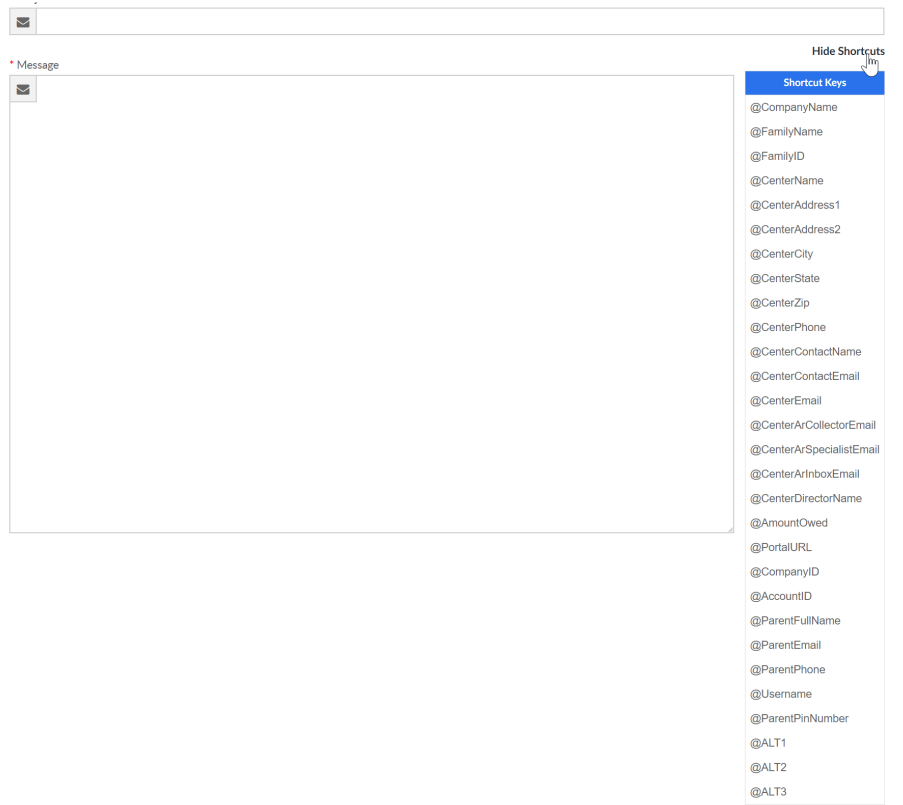 Hide Shortcuts
* Message
Shortcut Keys
@CompanyName
@FamilyName
@FamilyID
@CenterName
@CenterAddress1
@CenterAddress2
@CenterCity
@CenterState
@CenterZip
@CenterPhone
@CenterContactName
@CenterContactEmail
@CenterEmail
@CenterArCollectorEmail
@CenterArSpecialistEmail
@CenterArInboxEmail
@CenterDirectorName
@AmountOwed
@PortalURL
@CompanyID
@AccountID
@ParentFullName
@ParentEmail
@ParentPhone
@Username
@ParentPinNumber
@ALT1
@ALT2
@ALT3